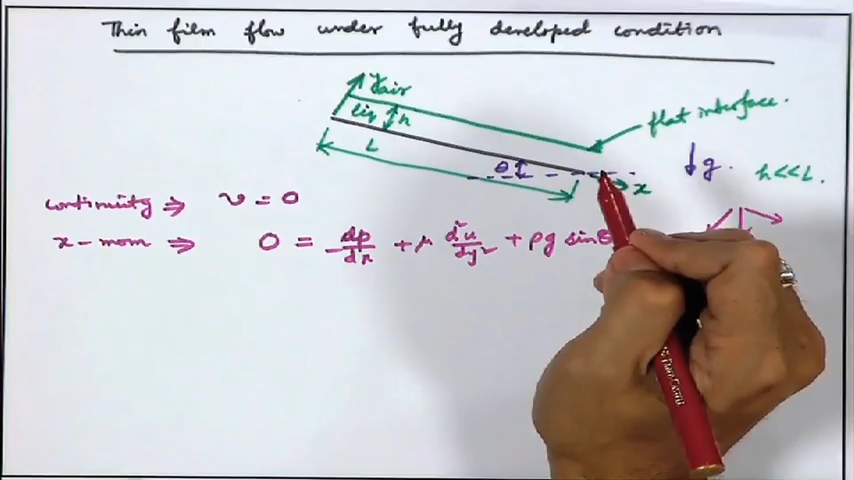 Thin film flow under fully developed condition
y air
liq h
flat interface.
L
θ
x
g.
h<<L.
continuity ⇒ v = 0
x-mom ⇒ 0 = -dp/dx + μ d²u/dy² + ρg sinθ